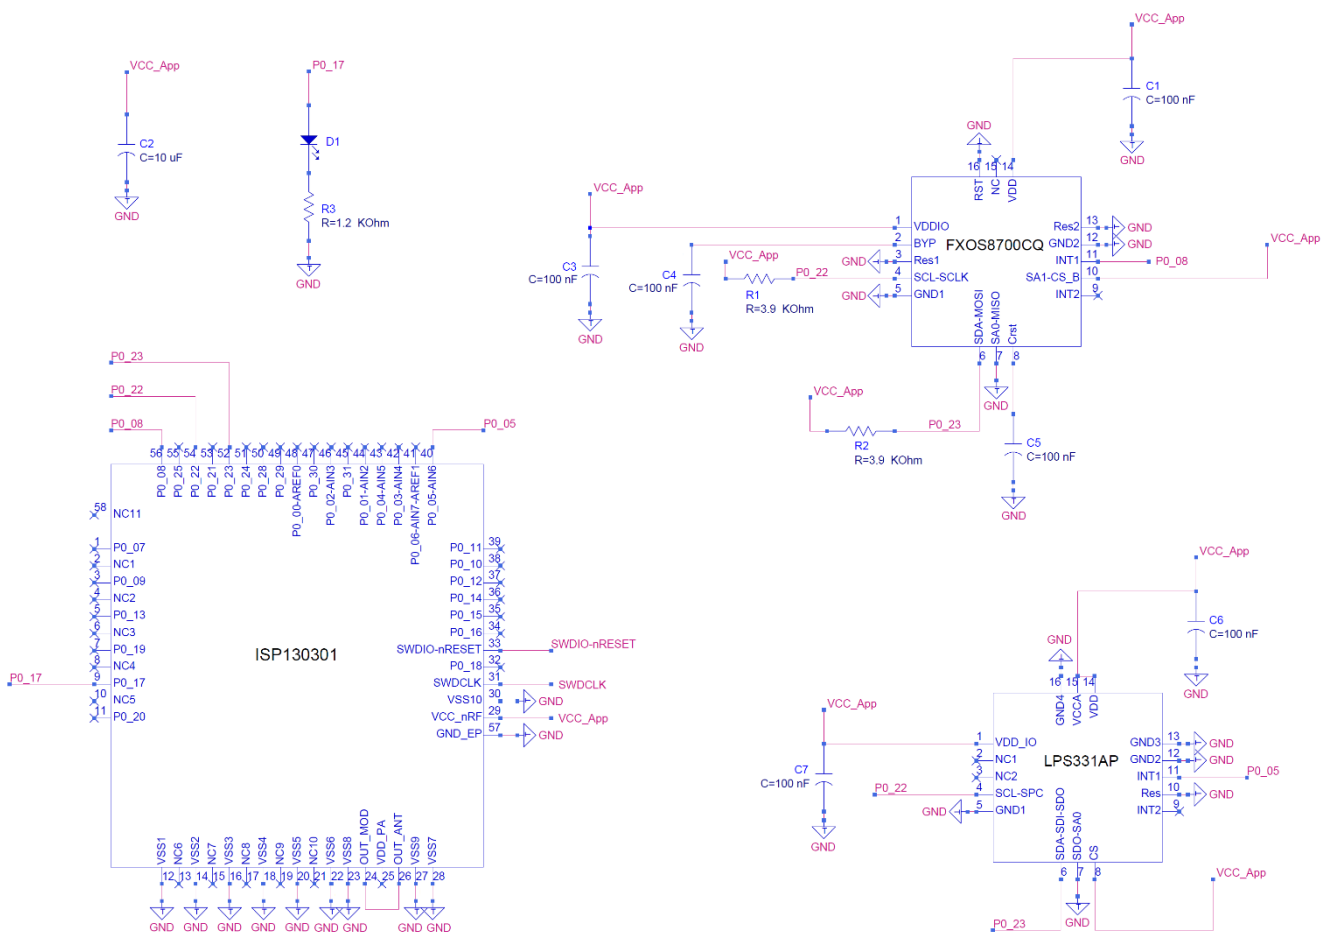 VCC_App
C2
C=10 uF
GND
P0_17
D1
R3
R=1.2 KOhm
GND
VCC_App
C1
C=100 nF
GND
GND
16 15 14
RST
NC
VDD
VCC_App
C3
C=100 nF
GND
C4
C=100 nF
GND
VCC_App
P0_22
R1
R=3.9 KOhm
GND
GND
1 VDDIO
2 BYP
3 Res1
4 SCL-SCLK
5 GND1
FXOS8700CQ
Res2 13 GND
GND2 12 GND
INT1 11 P0_08
SA1-CS_B 10
INT2 9
VCC_App
SDA-MOSI
SA0-MISO
Crst
6 7 8
GND
VCC_App
P0_23
R2
R=3.9 KOhm
C5
C=100 nF
GND
P0_23
P0_22
P0_08
P0_05
56 55 54 53 52 51 50 49 48 47 46 45 44 43 42 41 40
P0_08
P0_25
P0_22
P0_21
P0_23
P0_24
P0_28
P0_29
P0_00-AREF0
P0_30
P0_02-AIN3
P0_31
P0_01-AIN2
P0_04-AIN5
P0_03-AIN4
P0_06-AIN7-AREF1
P0_05-AIN6
58 NC11
1 P0_07
2 NC1
3 P0_09
4 NC2
5 P0_13
6 NC3
7 P0_19
8 NC4
P0_17 9 P0_17
10 NC5
11 P0_20
ISP130301
P0_11 39
P0_10 38
P0_12 37
P0_14 36
P0_15 35
P0_16 34
SWDIO-nRESET 33 SWDIO-nRESET
P0_18 32
SWDCLK 31 SWDCLK
VSS10 30 GND
VCC_nRF 29 VCC_App
GND_EP 57 GND
VSS1
NC6
VSS2
NC7
VSS3
NC8
VSS4
NC9
VSS5
NC10
VSS6
VSS8
OUT_MOD
VDD_PA
OUT_ANT
VSS9
VSS7
12 13 14 15 16 17 18 19 20 21 22 23 24 25 26 27 28
GND GND GND GND GND GND GND GND GND
VCC_App
C6
C=100 nF
GND
GND
16 15 14
GND4
VCCA
VDD
VCC_App
C7
C=100 nF
GND
P0_22
GND
1 VDD_IO
2 NC1
3 NC2
4 SCL-SPC
5 GND1
LPS331AP
GND3 13 GND
GND2 12 GND
INT1 11 P0_05
Res 10 GND
INT2 9
SDA-SDI-SDO
SDO-SA0
CS
6 7 8
VCC_App
GND
P0_23